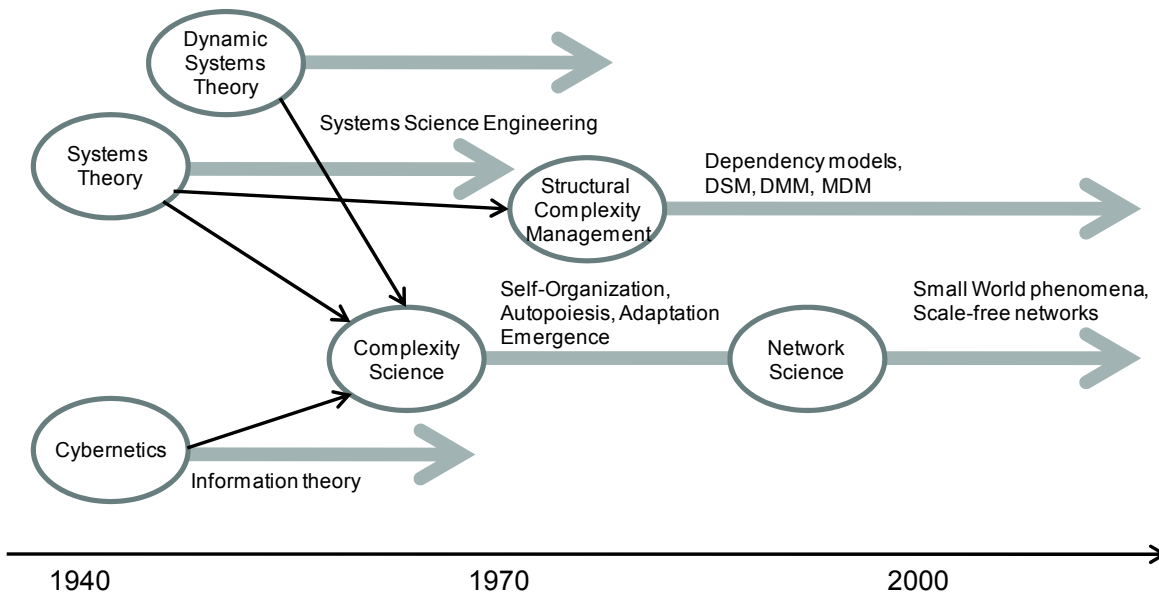 Dynamic
Systems
Theory
Systems Science Engineering
Systems
Theory
Dependency models,
DSM, DMM, MDM
Structural
Complexity
Management
Self-Organization,
Autopoiesis, Adaptation
Emergence
Small World phenomena,
Scale-free networks
Complexity
Science
Network
Science
Cybernetics
Information theory
1940
1970
2000